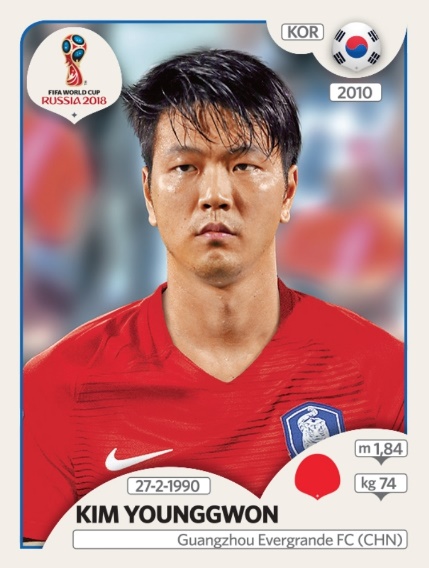 KOR
FIFA WORLD CUP
RUSSIA 2018
2010
m 1,84
kg 74
27-2-1990
KIM YOUNGGWON
Guangzhou Evergrande FC (CHN)